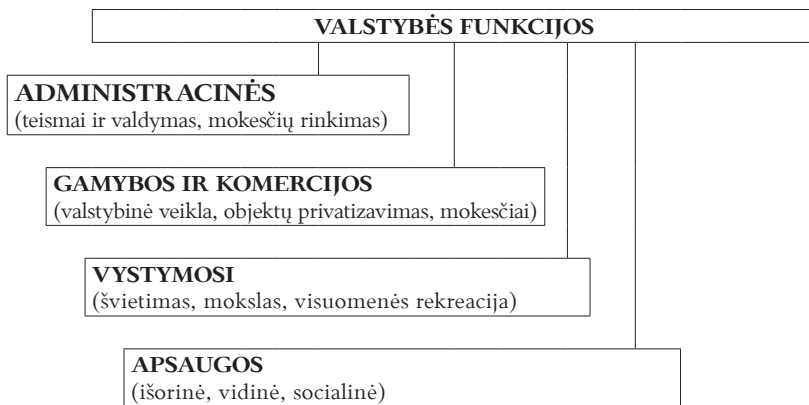 VALSTYBĖS FUNKCIJOS
ADMINISTRACINĖS
(teismai ir valdymas, mokesčių rinkimas)
GAMYBOS IR KOMERCIJOS
(valstybinė veikla, objektų privatizavimas, mokesčiai)
VYSTYMOSI
(švietimas, mokslas, visuomenės rekreacija)
APSAUGOS
(išorinė, vidinė, socialinė)